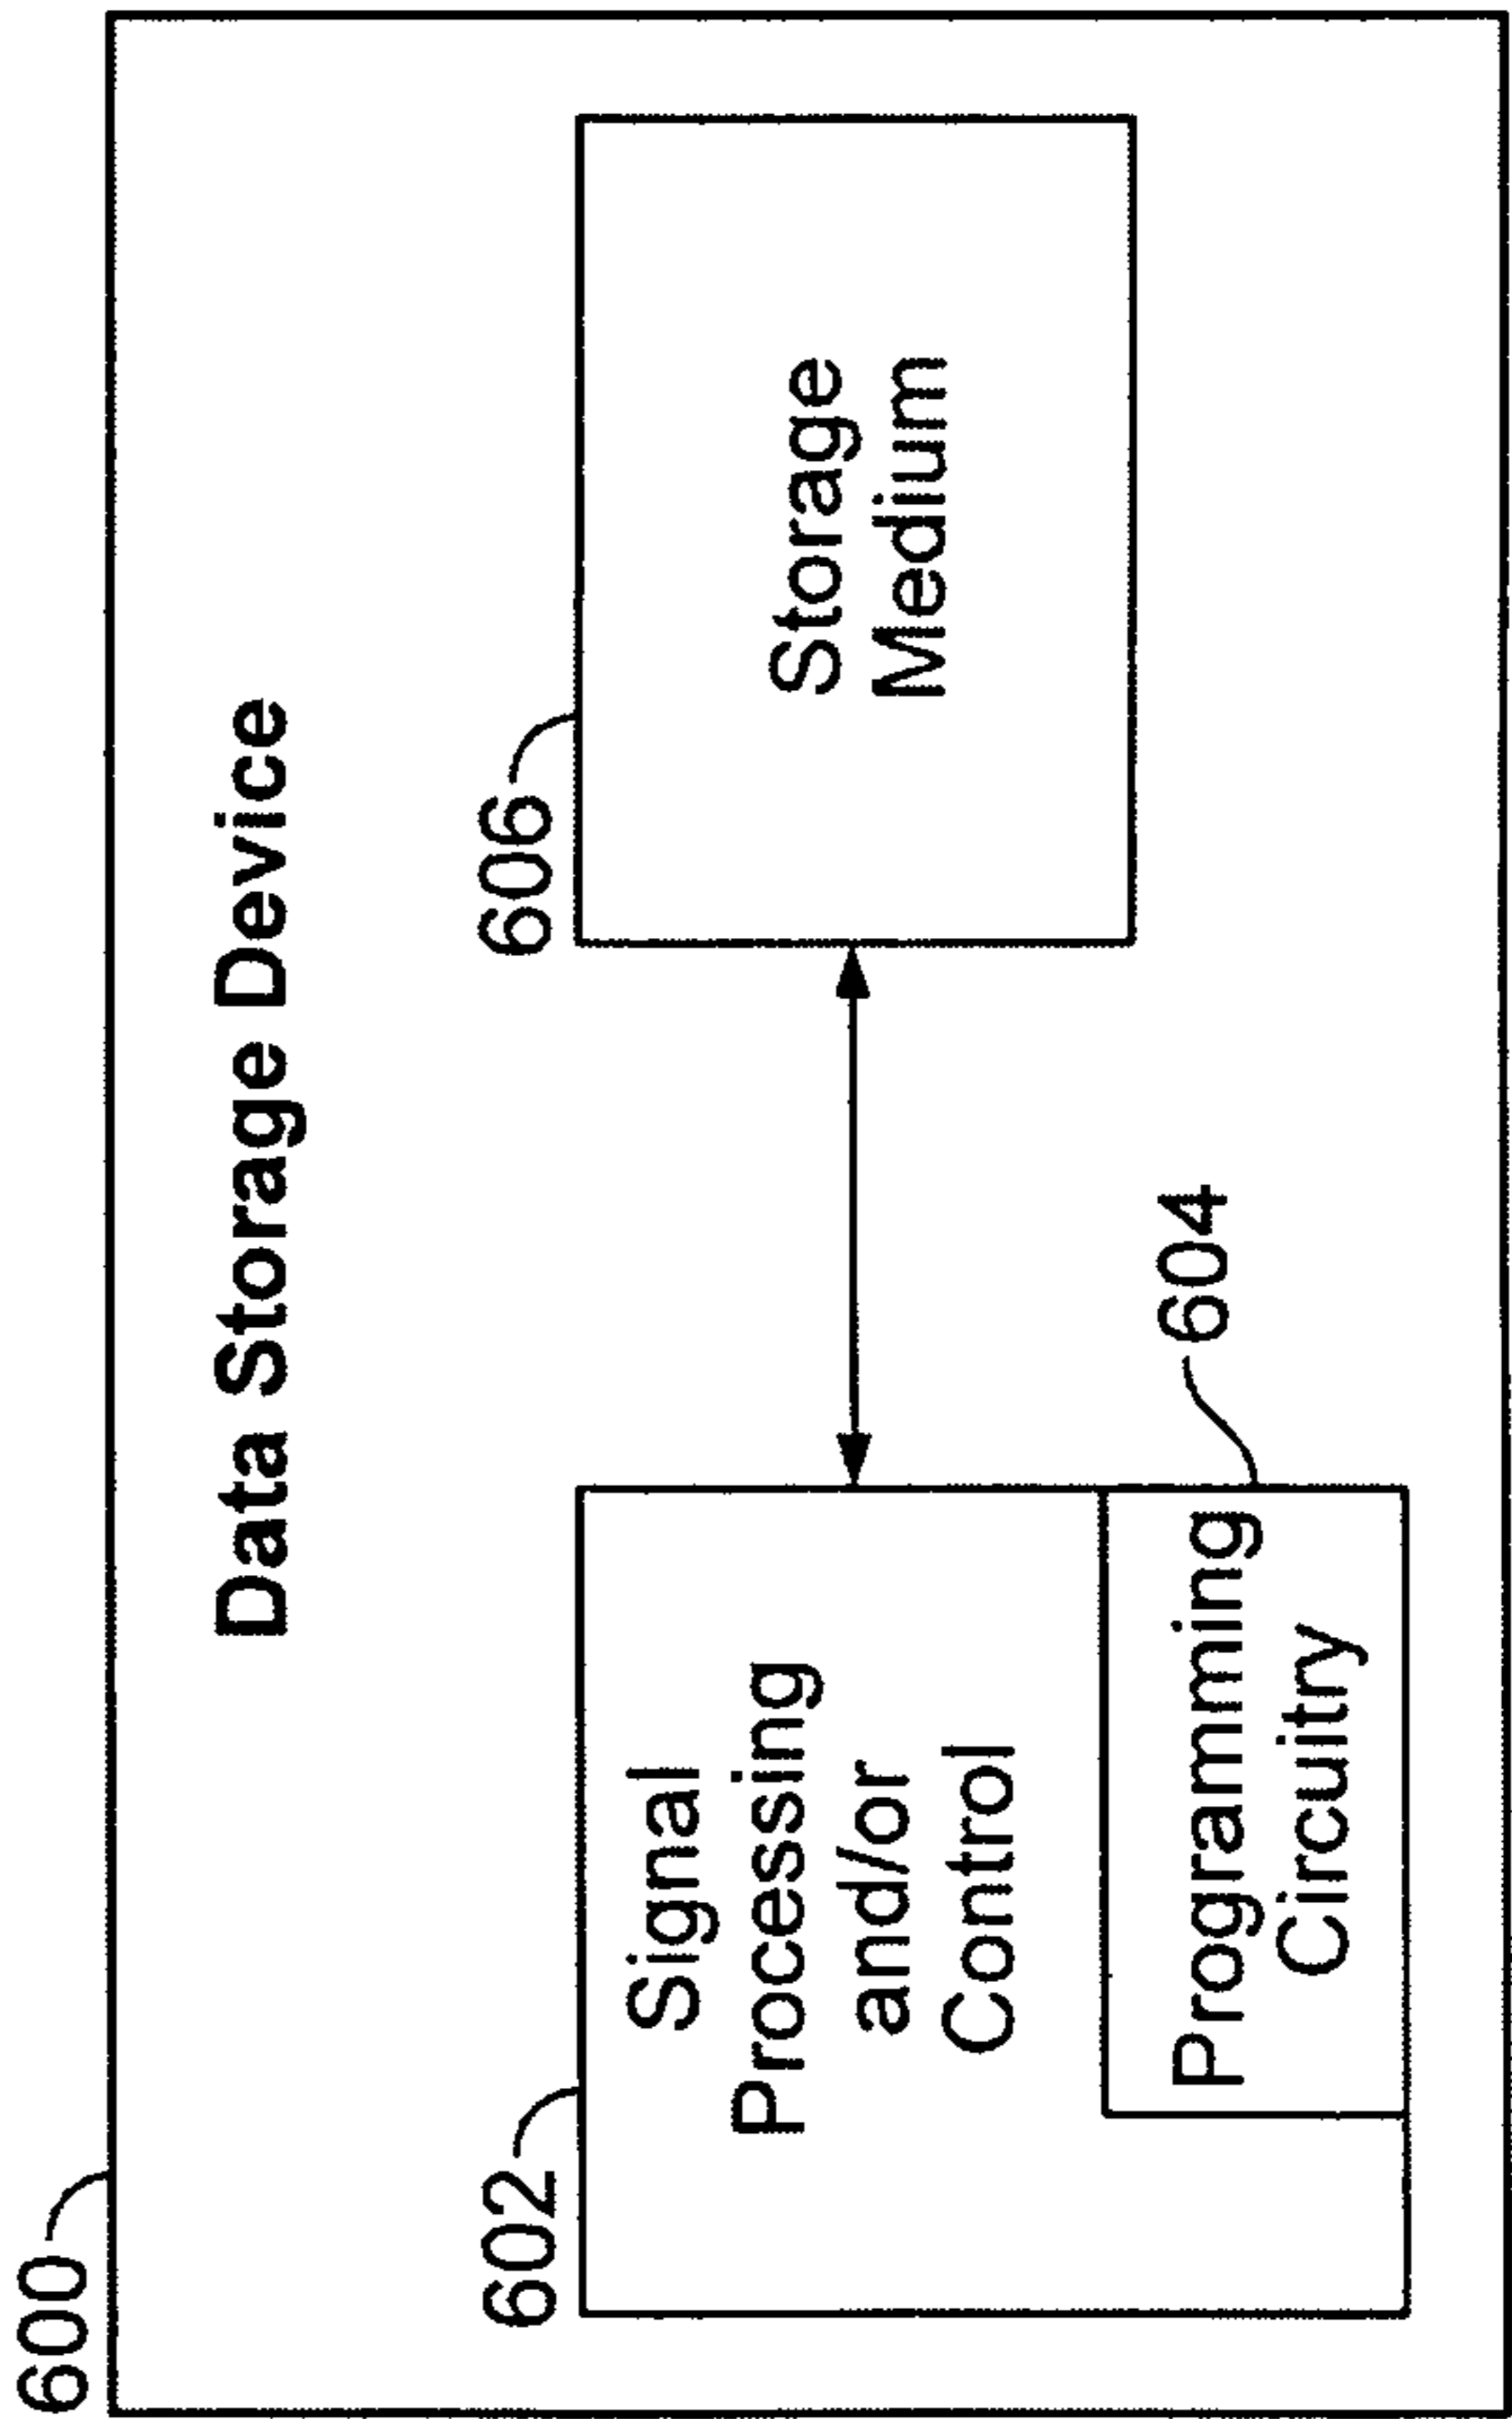 600
Data Storage Device
602
Signal
Processing
and/or
Control
Programming
Circuitry
604
606
Storage
Medium